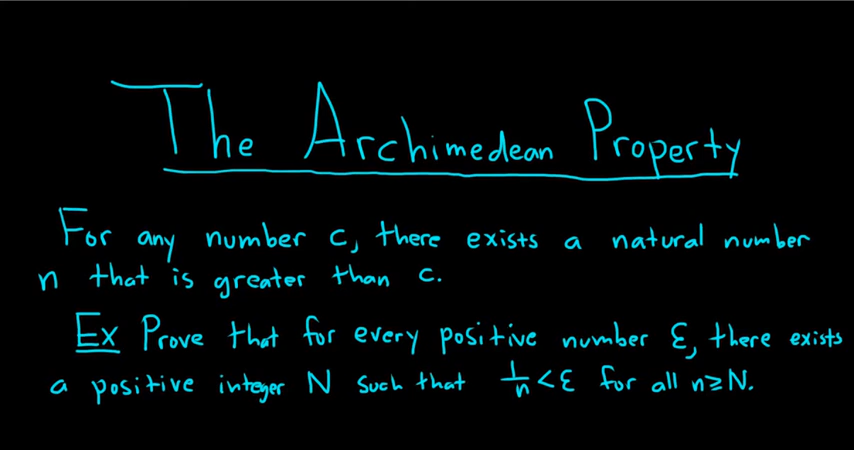 The Archimedean Property
For any number c, there exists a natural number
n that is greater than c.
Ex Prove that for every positive number ε, there exists
a positive integer N such that 1/n < ε for all n ≥ N.